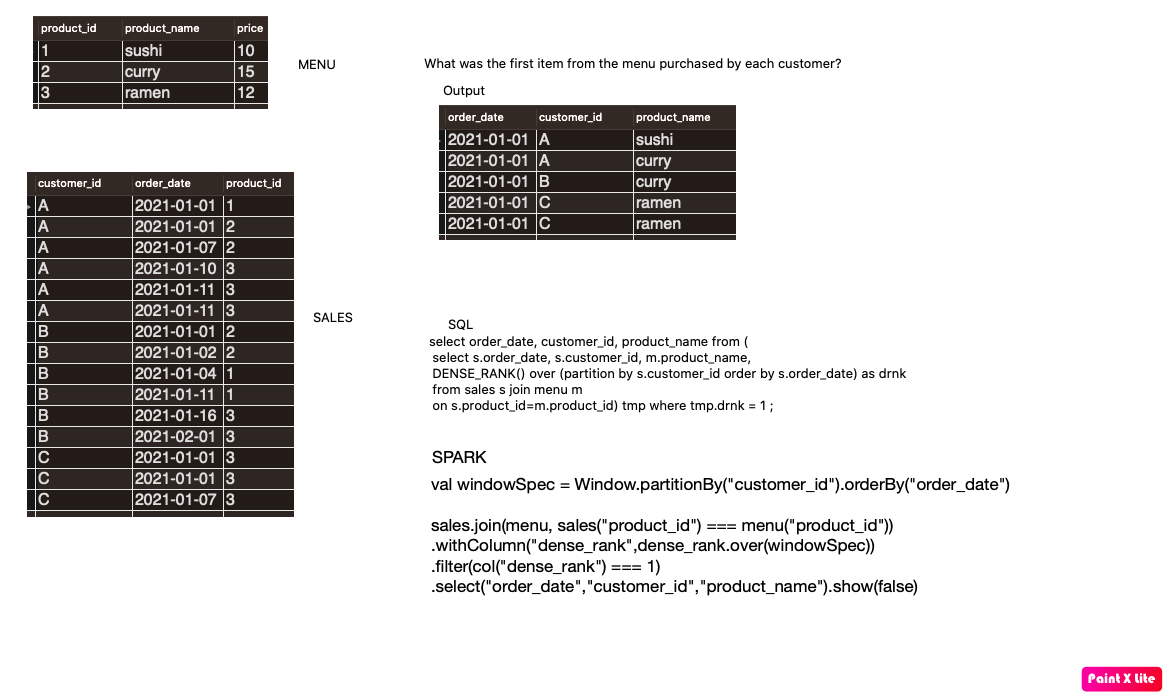 product_id product_name price
1 sushi 10
2 curry 15
3 ramen 12
MENU
What was the first item from the menu purchased by each customer?
Output
order_date customer_id product_name
2021-01-01 A sushi
2021-01-01 A curry
2021-01-01 B curry
2021-01-01 C ramen
2021-01-01 C ramen
customer_id order_date product_id
A 2021-01-01 1
A 2021-01-01 2
A 2021-01-07 2
A 2021-01-10 3
A 2021-01-11 3
A 2021-01-11 3
B 2021-01-01 2
B 2021-01-02 2
B 2021-01-04 1
B 2021-01-11 1
B 2021-01-16 3
B 2021-02-01 3
C 2021-01-01 3
C 2021-01-01 3
C 2021-01-07 3
SALES
SQL
select order_date, customer_id, product_name from (
select s.order_date, s.customer_id, m.product_name,
DENSE_RANK() over (partition by s.customer_id order by s.order_date) as drnk
from sales s join menu m
on s.product_id=m.product_id) tmp where tmp.drnk = 1 ;
SPARK
val windowSpec = Window.partitionBy("customer_id").orderBy("order_date")
sales.join(menu, sales("product_id") === menu("product_id"))
.withColumn("dense_rank",dense_rank.over(windowSpec))
.filter(col("dense_rank") === 1)
.select("order_date","customer_id","product_name").show(false)
Paint X Lite